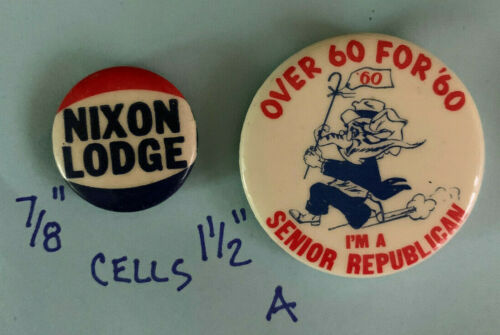 NIXON
LODGE
OVER 60 FOR '60
60
I'M A
SENIOR REPUBLICAN
7/8"
1 1/2"
CELLS
A